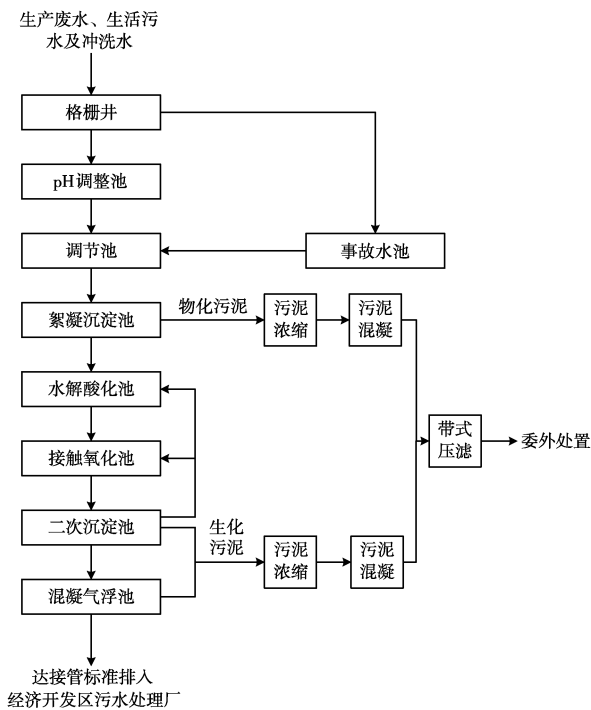 生产废水、生活污
水及冲洗水
格栅井
pH调整池
调节池
事故水池
絮凝沉淀池
物化污泥
污泥
浓缩
污泥
混凝
水解酸化池
接触氧化池
带式
压滤
委外处置
二次沉淀池
生化
污泥
污泥
浓缩
污泥
混凝
混凝气浮池
达接管标准排入
经济开发区污水处理厂